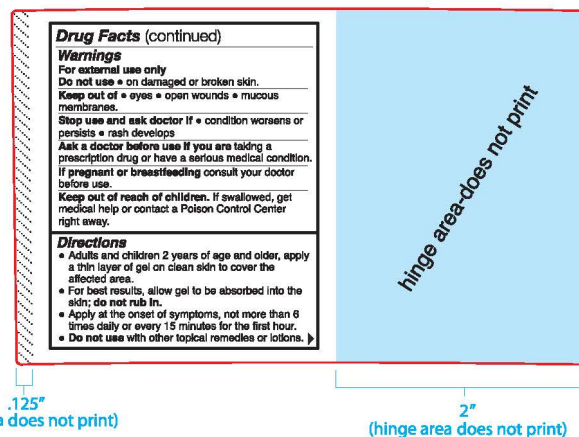 Drug Facts (continued)
Warnings
For external use only
Do not use • on damaged or broken skin.
Keep out of • eyes • open wounds • mucous
membranes.
Stop use and ask doctor if • condition worsens or
persists • rash develops
Ask a doctor before use if you are taking a
prescription drug or have a serious medical condition.
If pregnant or breastfeeding consult your doctor
before use.
Keep out of reach of children. If swallowed, get
medical help or contact a Poison Control Center
right away.
Directions
• Adults and children 2 years of age and older, apply
a thin layer of gel on clean skin to cover the
affected area.
• For best results, allow gel to be absorbed into the
skin; do not rub in.
• Apply at the onset of symptoms, not more than 6
times daily or every 15 minutes for the first hour.
• Do not use with other topical remedies or lotions.
hinge area-does not print
.125"
a does not print)
2"
(hinge area does not print)